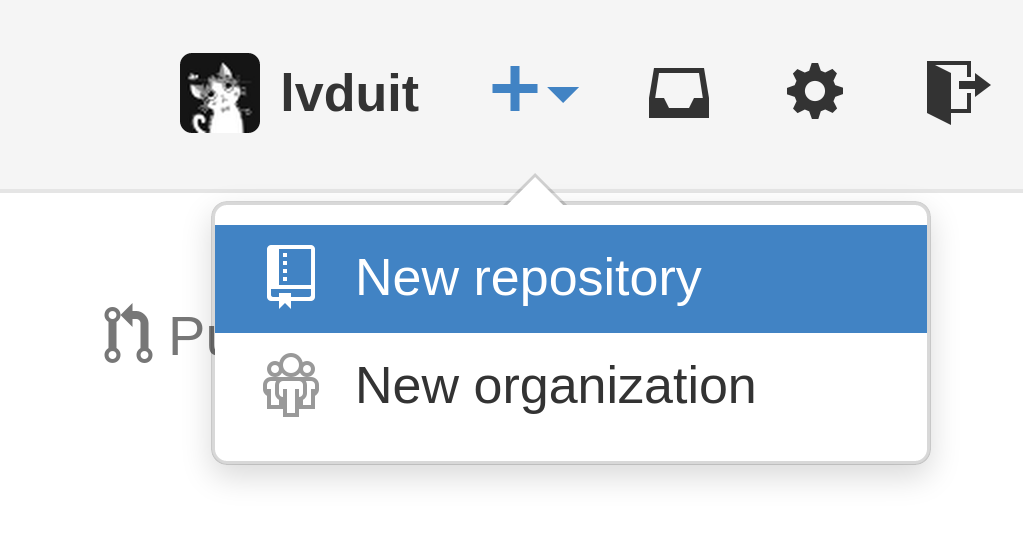 lvduit
New repository
New organization